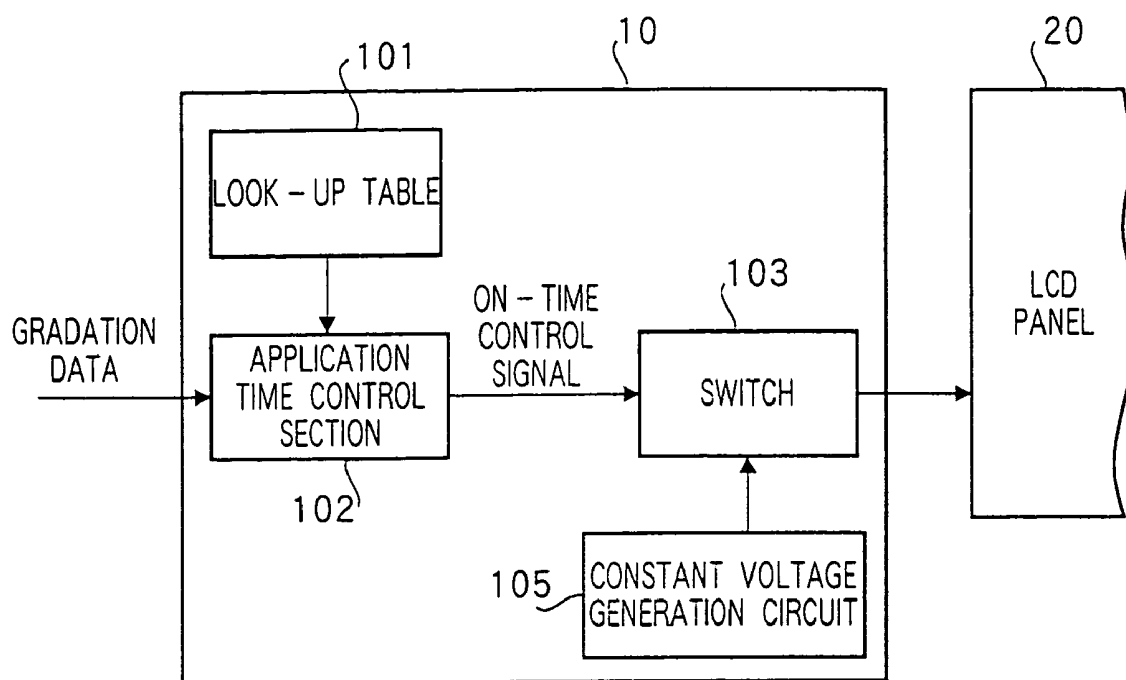 10
20
101
LOOK-UP TABLE
GRADATION
DATA
APPLICATION
TIME CONTROL
SECTION
102
ON-TIME
CONTROL
SIGNAL
103
SWITCH
LCD
PANEL
105
CONSTANT VOLTAGE
GENERATION CIRCUIT